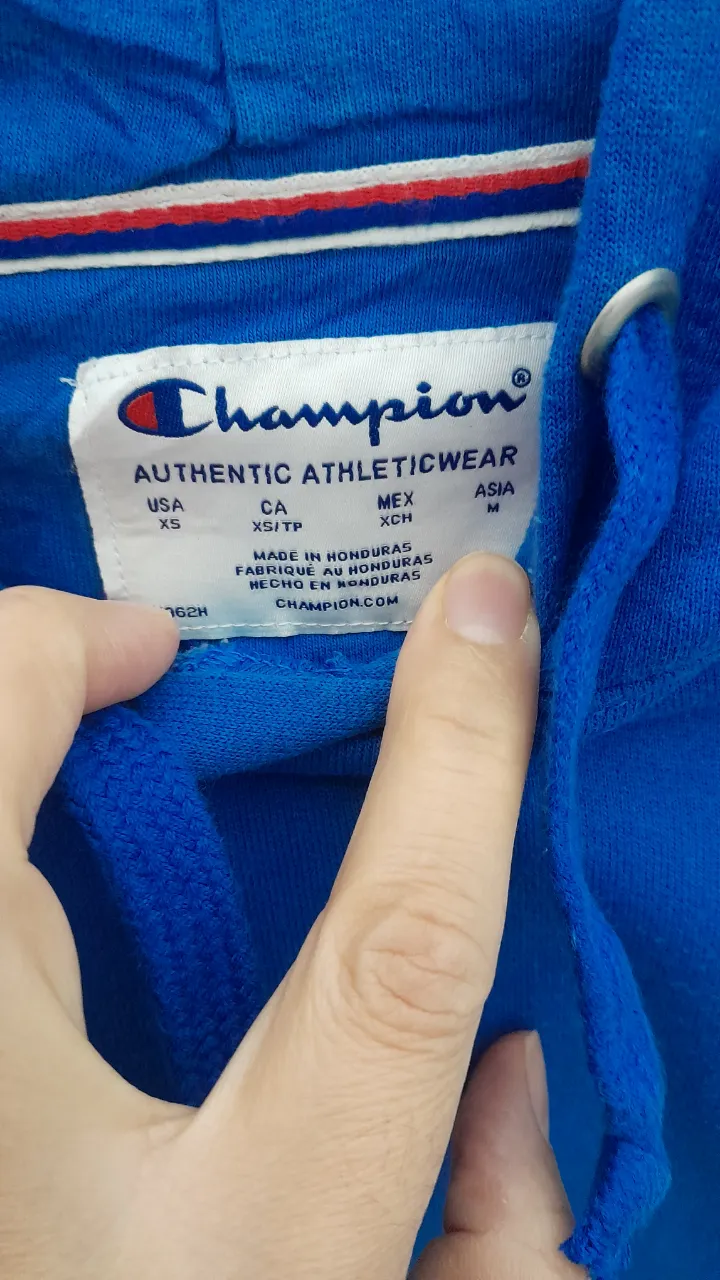 Champion®
AUTHENTIC ATHLETICWEAR
USA CA MEX ASIA
XS XS/TP XCH M
MADE IN HONDURAS
FABRIQUÉ AU HONDURAS
HECHO EN HONDURAS
CHAMPION.COM